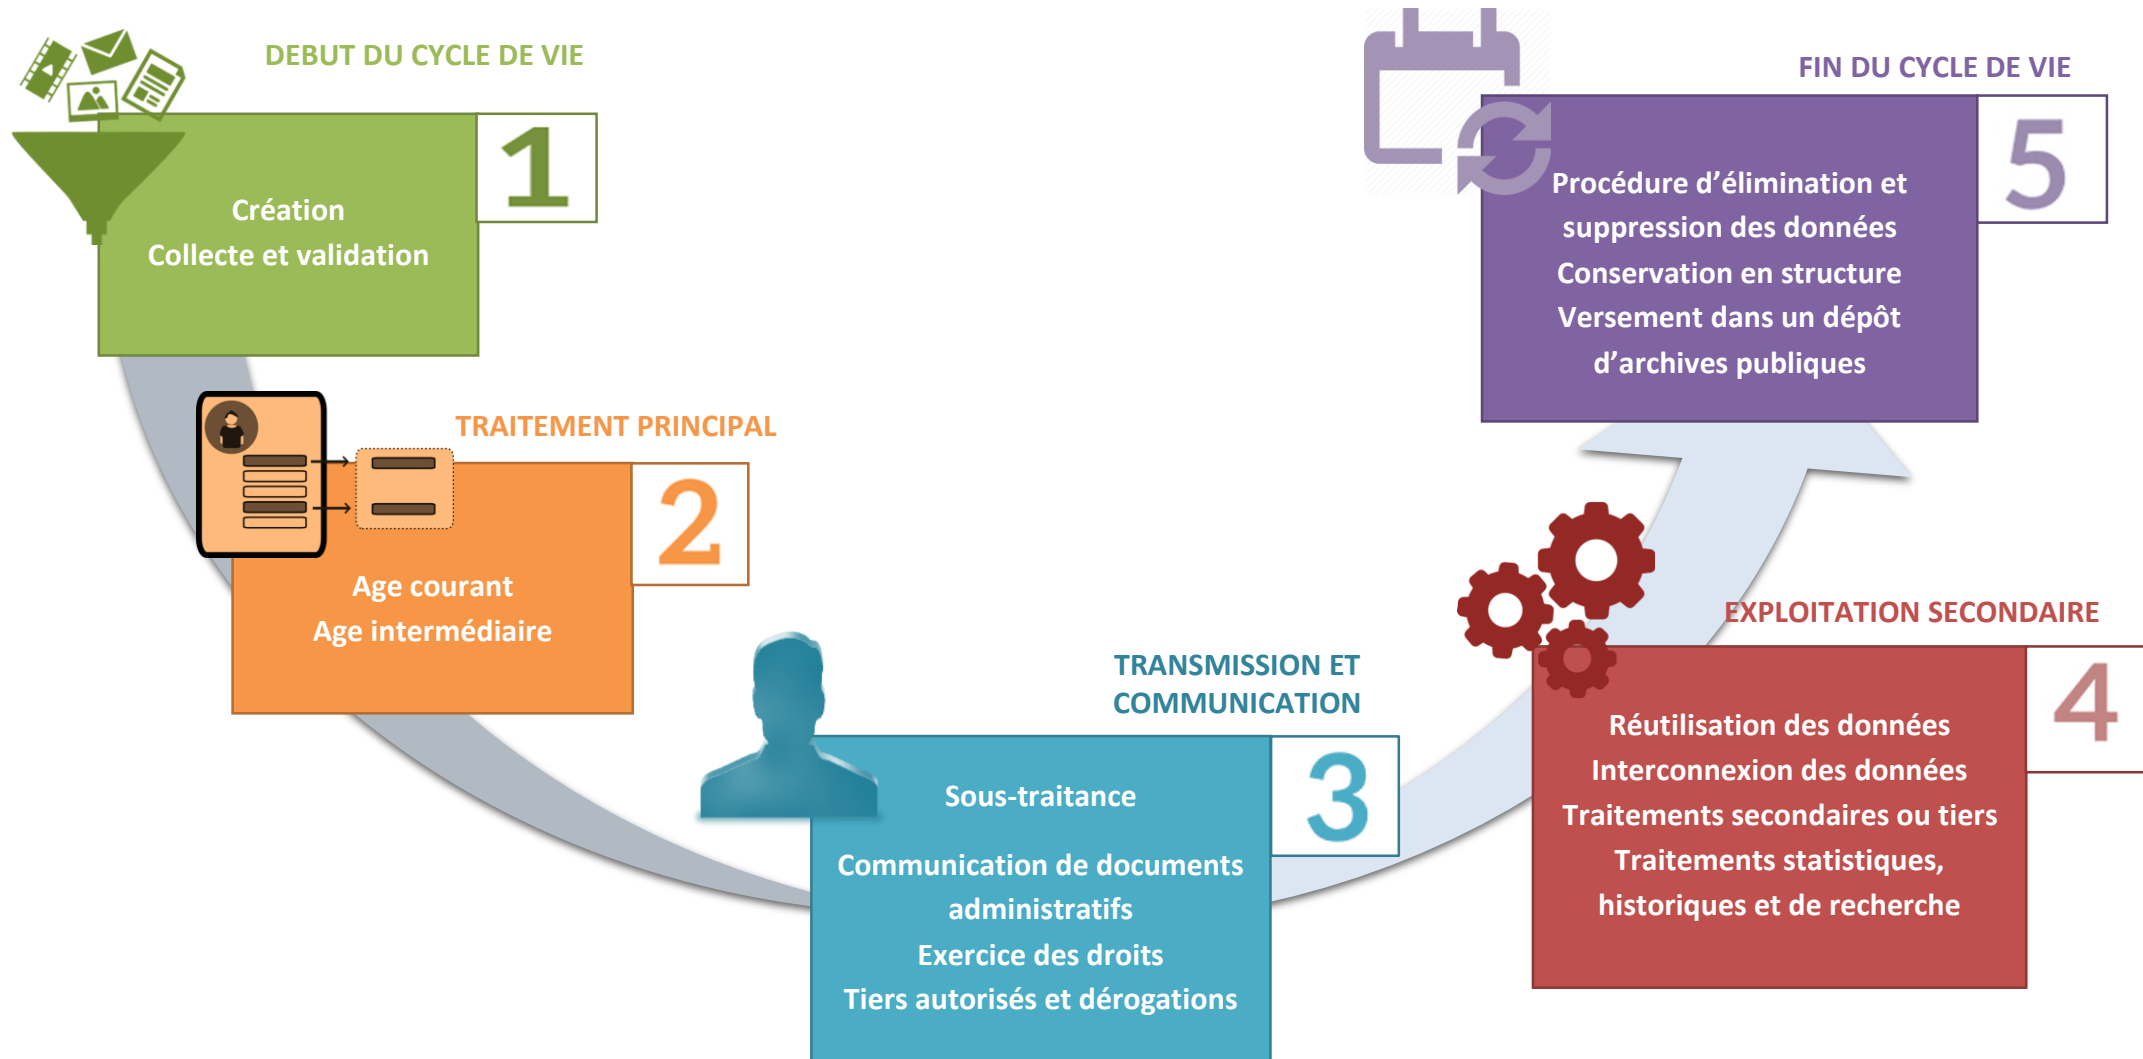 DEBUT DU CYCLE DE VIE
1
Création
Collecte et validation
TRAITEMENT PRINCIPAL
2
Age courant
Age intermédiaire
TRANSMISSION ET
COMMUNICATION
3
Sous-traitance
Communication de documents
administratifs
Exercice des droits
Tiers autorisés et dérogations
EXPLOITATION SECONDAIRE
4
Réutilisation des données
Interconnexion des données
Traitements secondaires ou tiers
Traitements statistiques,
historiques et de recherche
FIN DU CYCLE DE VIE
5
Procédure d’élimination et
suppression des données
Conservation en structure
Versement dans un dépôt
d’archives publiques